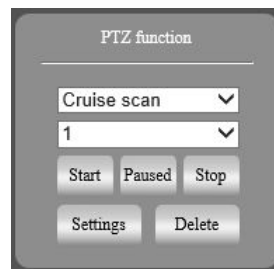 PTZ function
Cruise scan
1
Start Paused Stop
Settings Delete